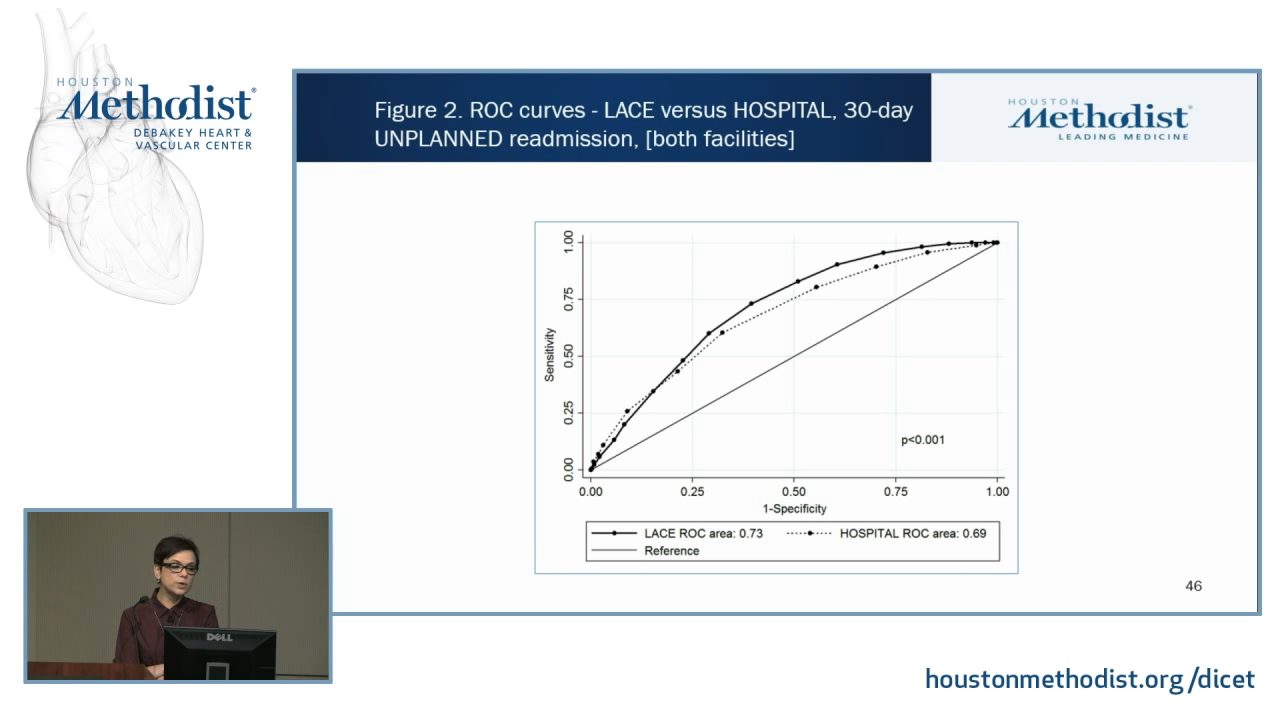 HOUSTON
Methodist®
DEBAKEY HEART &
VASCULAR CENTER
Figure 2. ROC curves - LACE versus HOSPITAL, 30-day
UNPLANNED readmission, [both facilities]
HOUSTON
Methodist®
LEADING MEDICINE
1.00
0.75
0.50
0.25
0.00
Sensitivity
p<0.001
0.00 0.25 0.50 0.75 1.00
1-Specificity
LACE ROC area: 0.73 HOSPITAL ROC area: 0.69
Reference
46
DELL
houstonmethodist.org/dicet